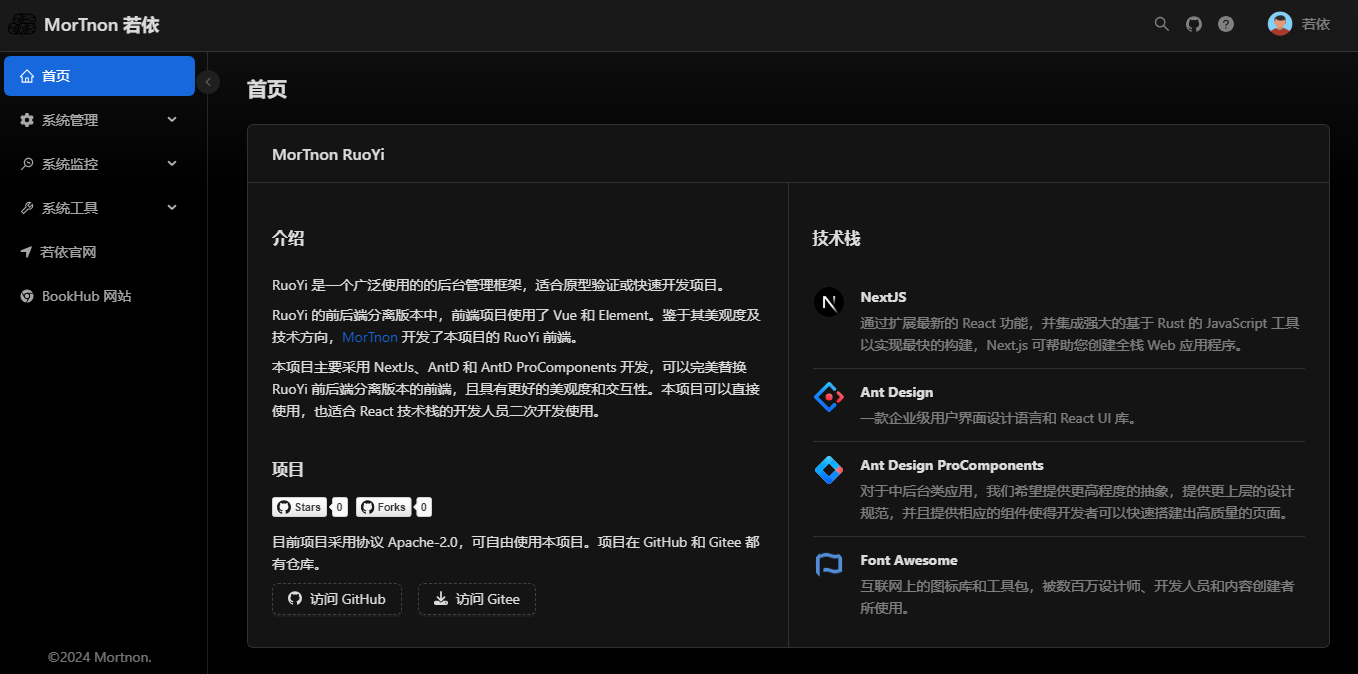 MorTnon 若依
若依
首页
系统管理
系统监控
系统工具
若依官网
BookHub 网站
©2024 Mortnon.
首页
MorTnon RuoYi
介绍
RuoYi 是一个广泛使用的的后台管理框架，适合原型验证或快速开发项目。
RuoYi 的前后端分离版本中，前端项目使用了 Vue 和 Element。鉴于其美观度及
技术方向，MorTnon 开发了本项目的 RuoYi 前端。
本项目主要采用 NextJs、AntD 和 AntD ProComponents 开发，可以完美替换
RuoYi 前后端分离版本的前端，且具有更好的美观度和交互性。本项目可以直接
使用，也适合 React 技术栈的开发人员二次开发使用。
项目
Stars 0 Forks 0
目前项目采用协议 Apache-2.0，可自由使用本项目。项目在 GitHub 和 Gitee 都
有仓库。
访问 GitHub 访问 Gitee
技术栈
NextJS
通过扩展最新的 React 功能，并集成强大的基于 Rust 的 JavaScript 工具
以实现最快的构建，Next.js 可帮助您创建全栈 Web 应用程序。
Ant Design
一款企业级用户界面设计语言和 React UI 库。
Ant Design ProComponents
对于中后台类应用，我们希望提供更高程度的抽象，提供更上层的设计
规范，并且提供相应的组件使得开发者可以快速搭建出高质量的页面。
Font Awesome
互联网上的图标库和工具包，被数百万设计师、开发人员和内容创建者
所使用。